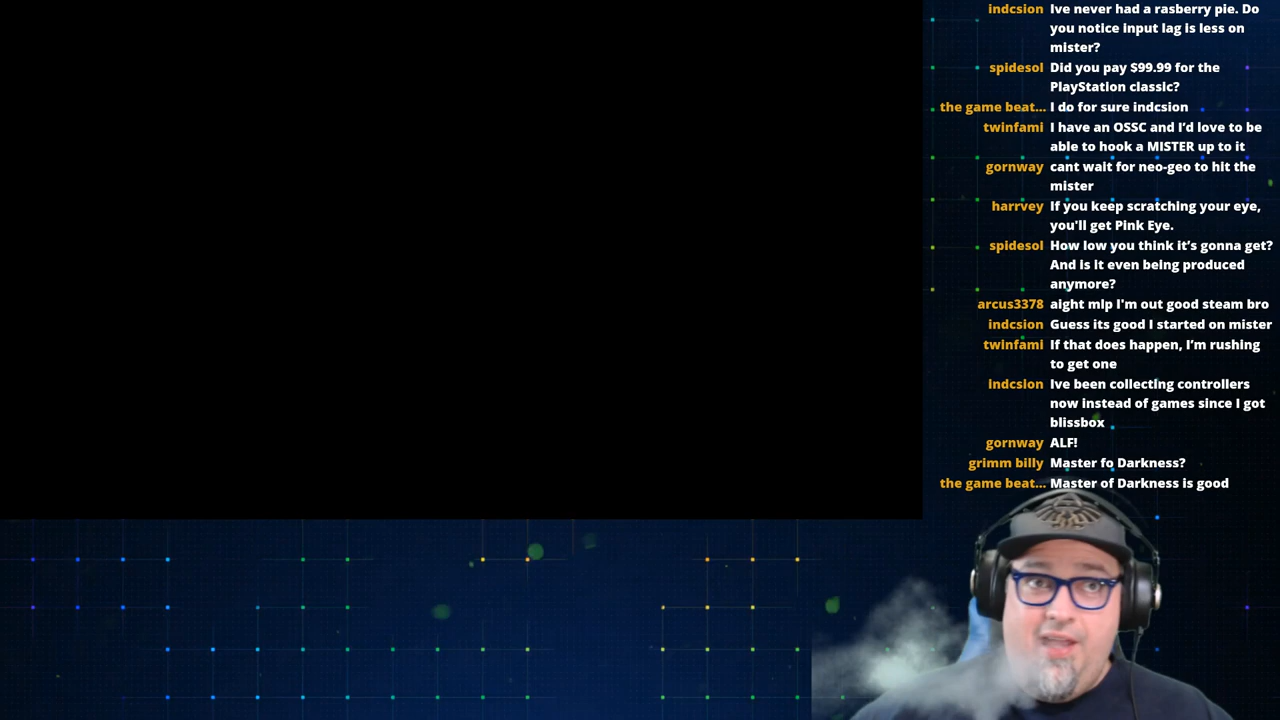 indcsion Ive never had a rasberry pie. Do
you notice input lag is less on
mister?
spidesol Did you pay $99.99 for the
PlayStation classic?
the game beat... I do for sure indcsion
twinfami I have an OSSC and I’d love to be
able to hook a MISTER up to it
gornway cant wait for neo-geo to hit the
mister
harrvey If you keep scratching your eye,
you'll get Pink Eye.
spidesol How low you think it’s gonna get?
And is it even being produced
anymore?
arcus3378 aight mlp I'm out good steam bro
indcsion Guess its good I started on mister
twinfami If that does happen, I’m rushing
to get one
indcsion Ive been collecting controllers
now instead of games since I got
blissbox
gornway ALF!
grimm billy Master fo Darkness?
the game beat... Master of Darkness is good